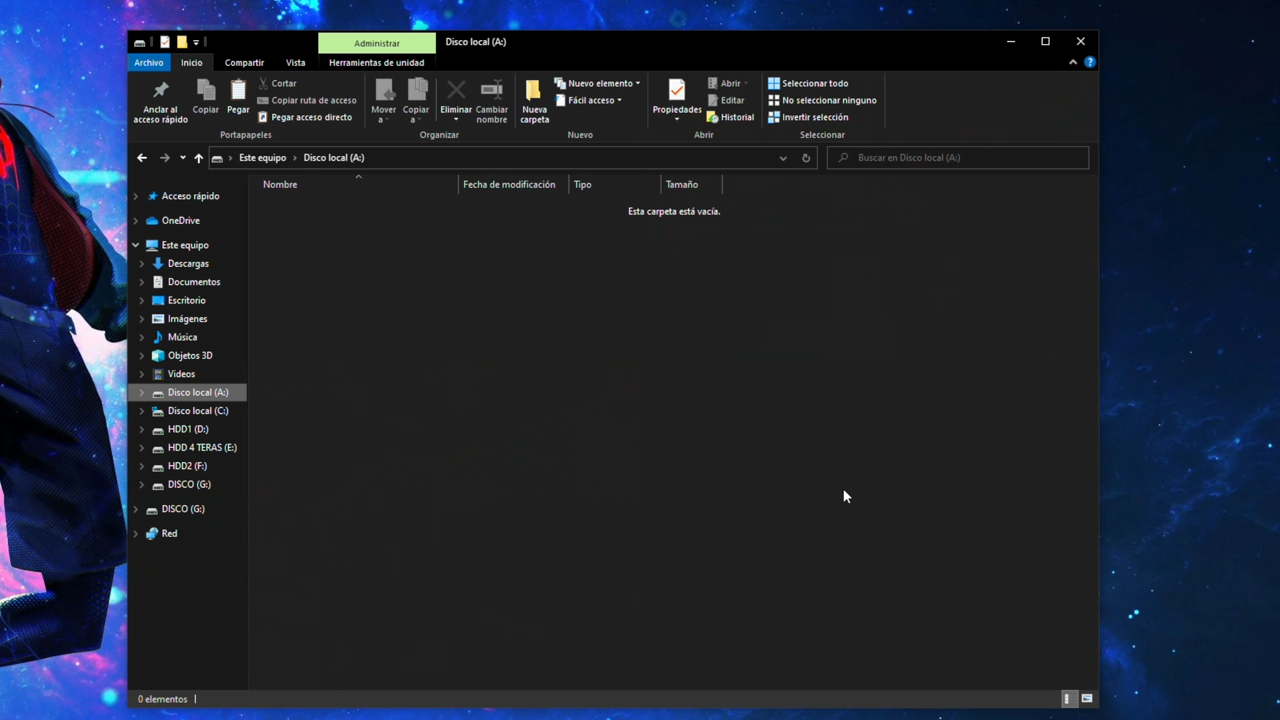 Administrar
Disco local (A:)
Archivo
Inicio
Compartir
Vista
Herramientas de unidad
Anclar al
acceso rápido
Copiar
Pegar
Cortar
Copiar ruta de acceso
Pegar acceso directo
Portapapeles
Mover
a
Copiar
a
Eliminar
Cambiar
nombre
Organizar
Nueva
carpeta
Nuevo elemento
Fácil acceso
Nuevo
Propiedades
Abrir
Editar
Historial
Abrir
Seleccionar todo
No seleccionar ninguno
Invertir selección
Seleccionar
Este equipo > Disco local (A:)
Buscar en Disco local (A:)
Nombre
Fecha de modificación
Tipo
Tamaño
Esta carpeta está vacía.
Acceso rápido
OneDrive
Este equipo
Descargas
Documentos
Escritorio
Imágenes
Música
Objetos 3D
Videos
Disco local (A:)
Disco local (C:)
HDD1 (D:)
HDD 4 TERAS (E:)
HDD2 (F:)
DISCO (G:)
DISCO (G:)
Red
0 elementos